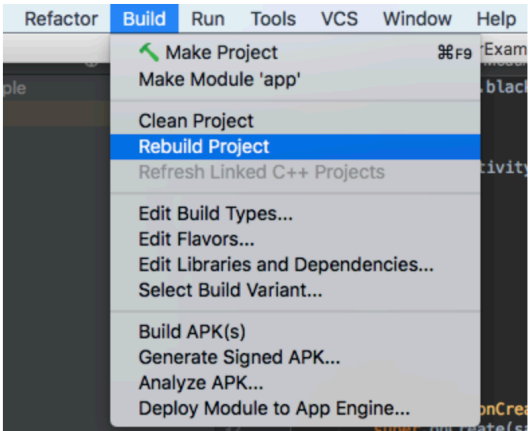 Refactor Build Run Tools VCS Window Help
Make Project ⌘F9
Make Module 'app'
Clean Project
Rebuild Project
Refresh Linked C++ Projects
Edit Build Types...
Edit Flavors...
Edit Libraries and Dependencies...
Select Build Variant...
Build APK(s)
Generate Signed APK...
Analyze APK...
Deploy Module to App Engine...